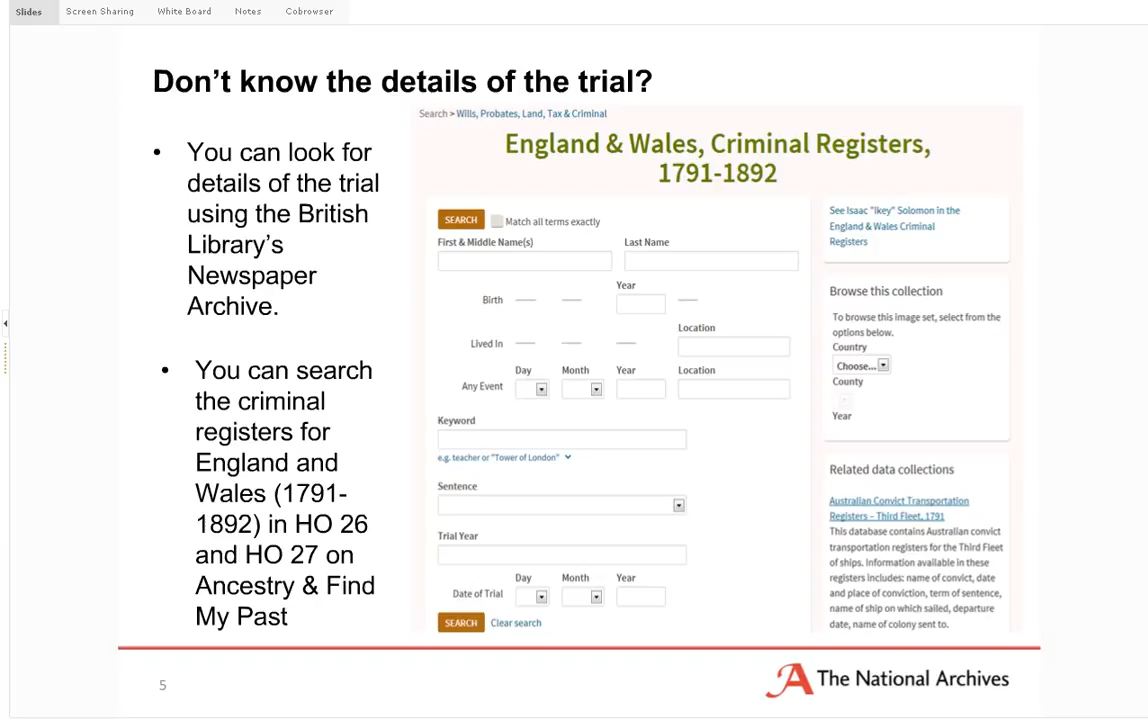 Slides Screen Sharing White Board Notes Cobrowser
Don't know the details of the trial?
• You can look for
details of the trial
using the British
Library's
Newspaper
Archive.
• You can search
the criminal
registers for
England and
Wales (1791-
1892) in HO 26
and HO 27 on
Ancestry & Find
My Past
Search > Wills, Probates, Land, Tax & Criminal
England & Wales, Criminal Registers,
1791-1892
SEARCH Match all terms exactly
First & Middle Name(s) Last Name
Year
Birth
Location
Lived In
Day Month Year Location
Any Event
Keyword
e.g. teacher or "Tower of London"
Sentence
Trial Year
Day Month Year
Date of Trial
SEARCH Clear search
See Isaac "Ikey" Solomon in the
England & Wales Criminal
Registers
Browse this collection
To browse this image set, select from the
options below.
Country
Choose...
County
Year
Related data collections
Australian Convict Transportation
Registers – Third Fleet, 1791
This database contains Australian convict
transportation registers for the Third Fleet
of ships. Information available in these
registers includes: name of convict, date
and place of conviction, term of sentence,
name of ship on which sailed, departure
date, name of colony sent to.
5
The National Archives